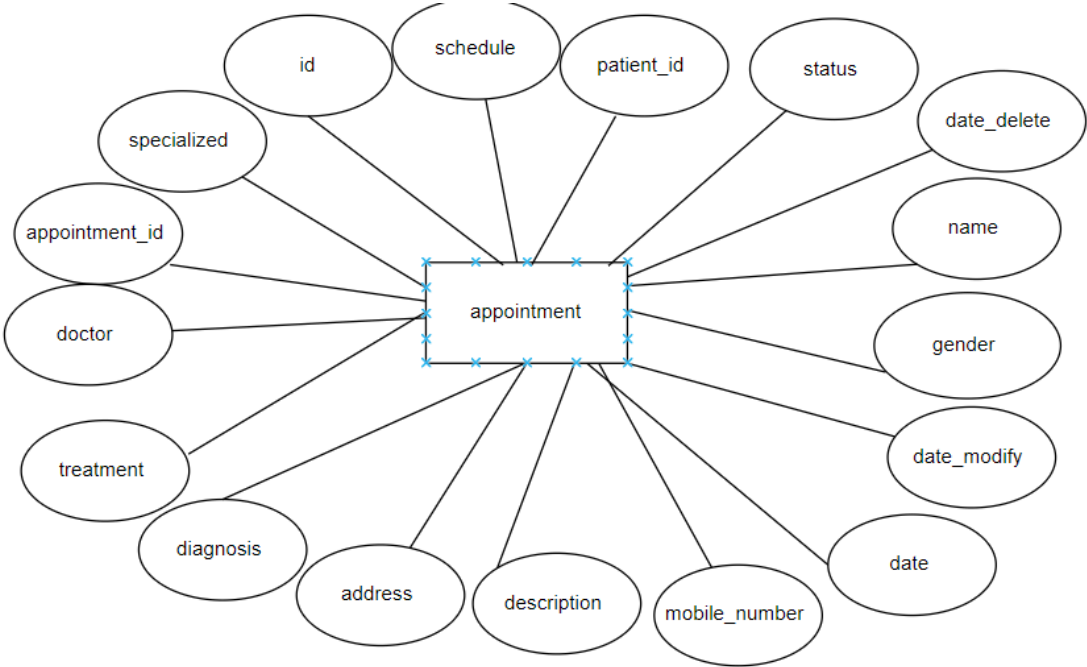 schedule
id
patient_id
status
date_delete
specialized
name
appointment_id
appointment
doctor
gender
date_modify
treatment
diagnosis
date
address
description
mobile_number